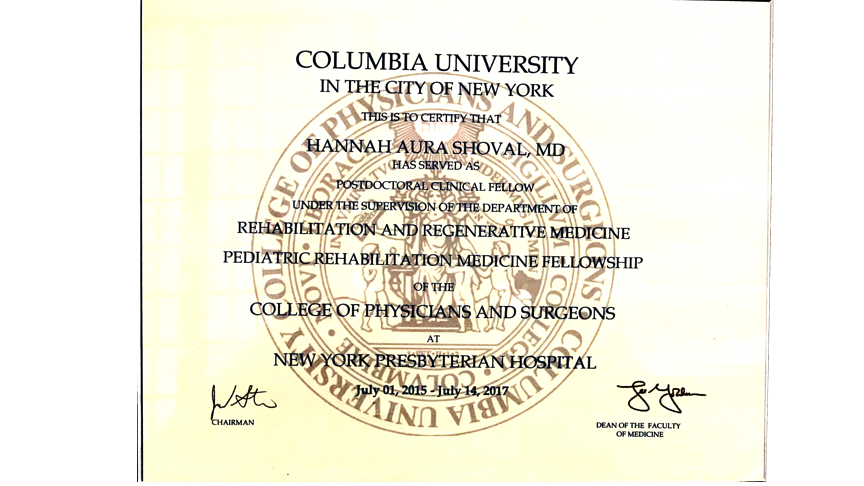 COLUMBIA UNIVERSITY
IN THE CITY OF NEW YORK
THIS IS TO CERTIFY THAT
HANNAH AURA SHOVAL, MD
HAS SERVED AS
POSTDOCTORAL CLINICAL FELLOW
UNDER THE SUPERVISION OF THE DEPARTMENT OF
REHABILITATION AND REGENERATIVE MEDICINE
PEDIATRIC REHABILITATION MEDICINE FELLOWSHIP
OF THE
COLLEGE OF PHYSICIANS AND SURGEONS
AT
NEW YORK PRESBYTERIAN HOSPITAL
July 01, 2015 - July 14, 2017
CHAIRMAN
DEAN OF THE FACULTY
OF MEDICINE
COLUMBIA UNIVERSITY COLLEGE OF PHYSICIANS AND SURGEONS